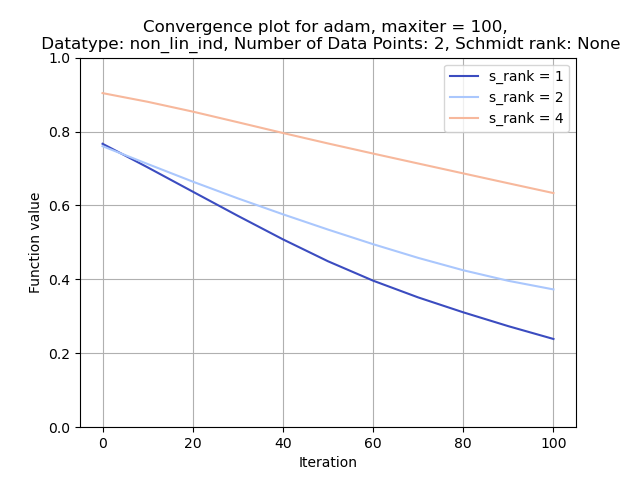 Convergence plot for adam, maxiter = 100,
Datatype: non_lin_ind, Number of Data Points: 2, Schmidt rank: None
1.0
0.8
0.6
0.4
0.2
0.0
Function value
s_rank = 1
s_rank = 2
s_rank = 4
0 20 40 60 80 100
Iteration